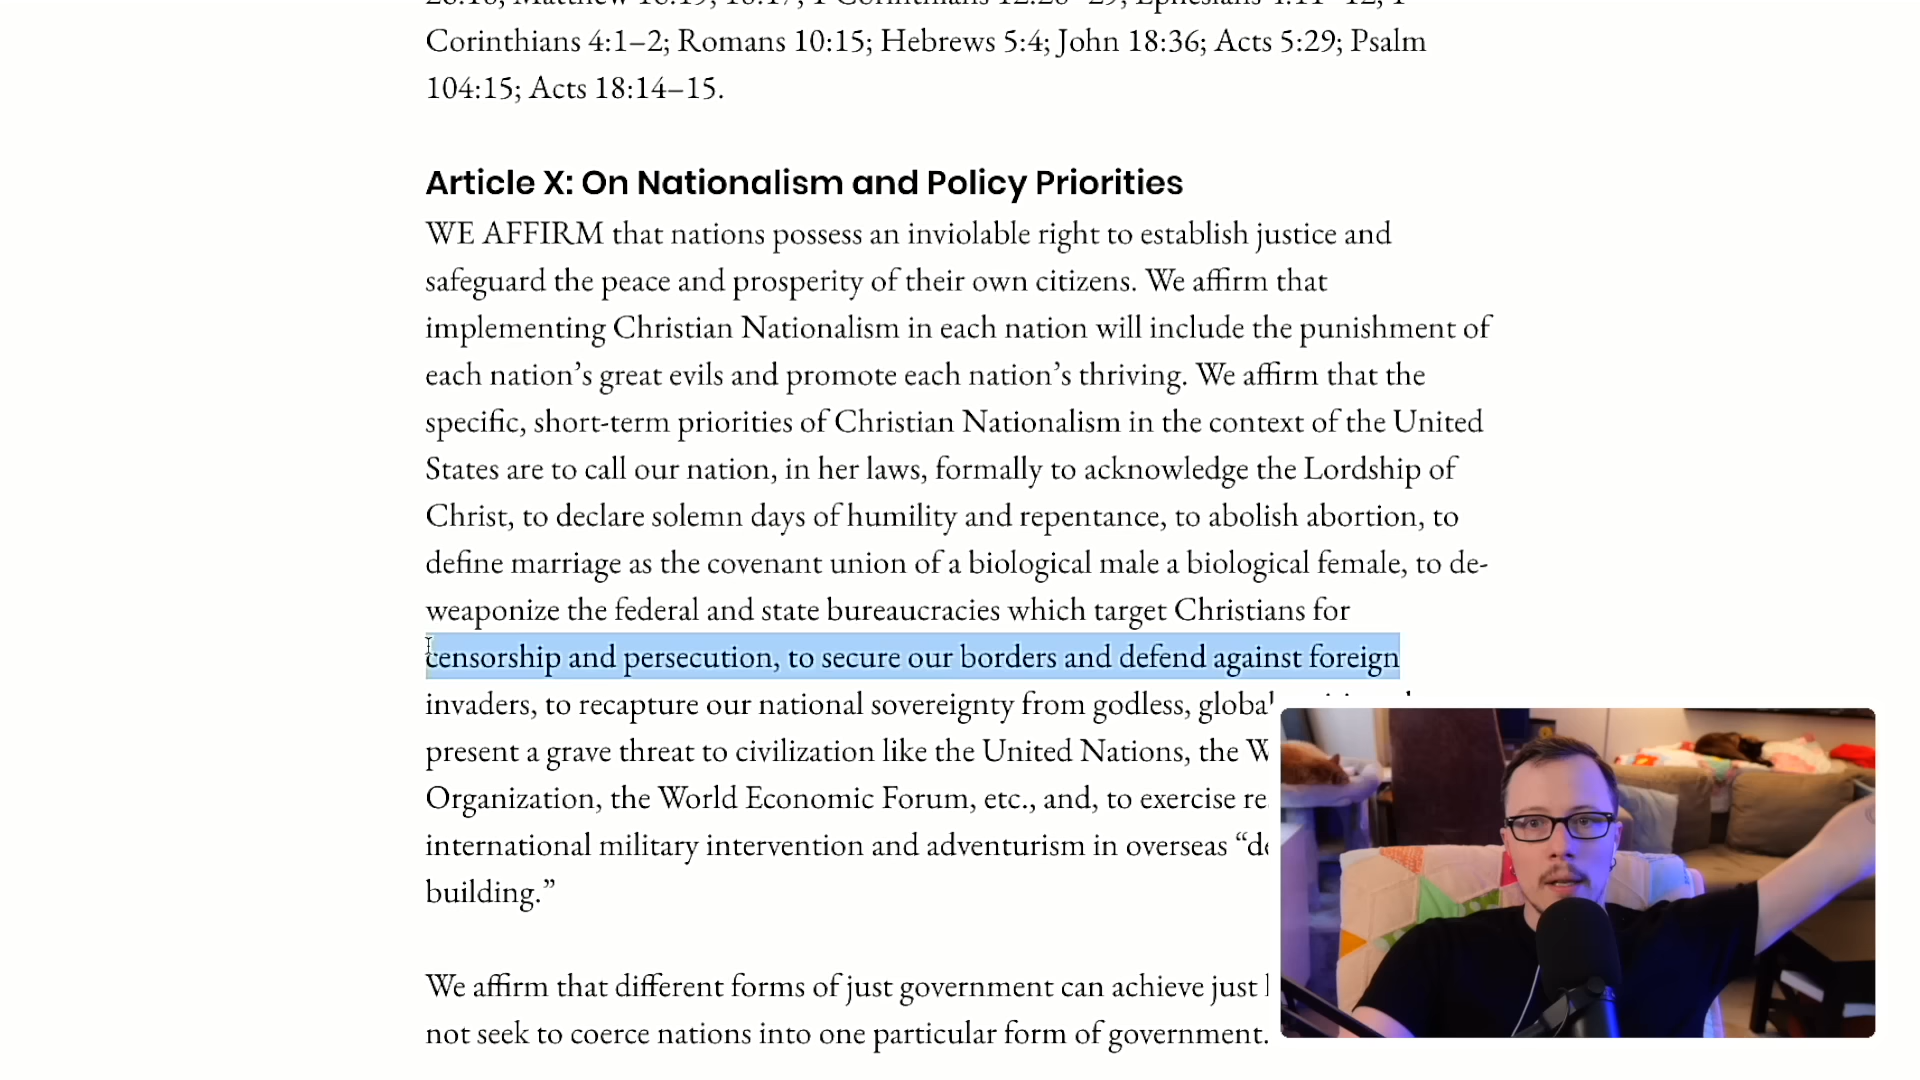 Corinthians 4:1–2; Romans 10:15; Hebrews 5:4; John 18:36; Acts 5:29; Psalm
104:15; Acts 18:14–15.
Article X: On Nationalism and Policy Priorities
WE AFFIRM that nations possess an inviolable right to establish justice and
safeguard the peace and prosperity of their own citizens. We affirm that
implementing Christian Nationalism in each nation will include the punishment of
each nation’s great evils and promote each nation’s thriving. We affirm that the
specific, short-term priorities of Christian Nationalism in the context of the United
States are to call our nation, in her laws, formally to acknowledge the Lordship of
Christ, to declare solemn days of humility and repentance, to abolish abortion, to
define marriage as the covenant union of a biological male a biological female, to de-
weaponize the federal and state bureaucracies which target Christians for
censorship and persecution, to secure our borders and defend against foreign
invaders, to recapture our national sovereignty from godless,
present a grave threat to civilization like the United Nations, the
Organization, the World Economic Forum, etc., and, to exercise
international military intervention and adventurism in overseas
building.”
We affirm that different forms of just government can achieve just
not seek to coerce nations into one particular form of government.